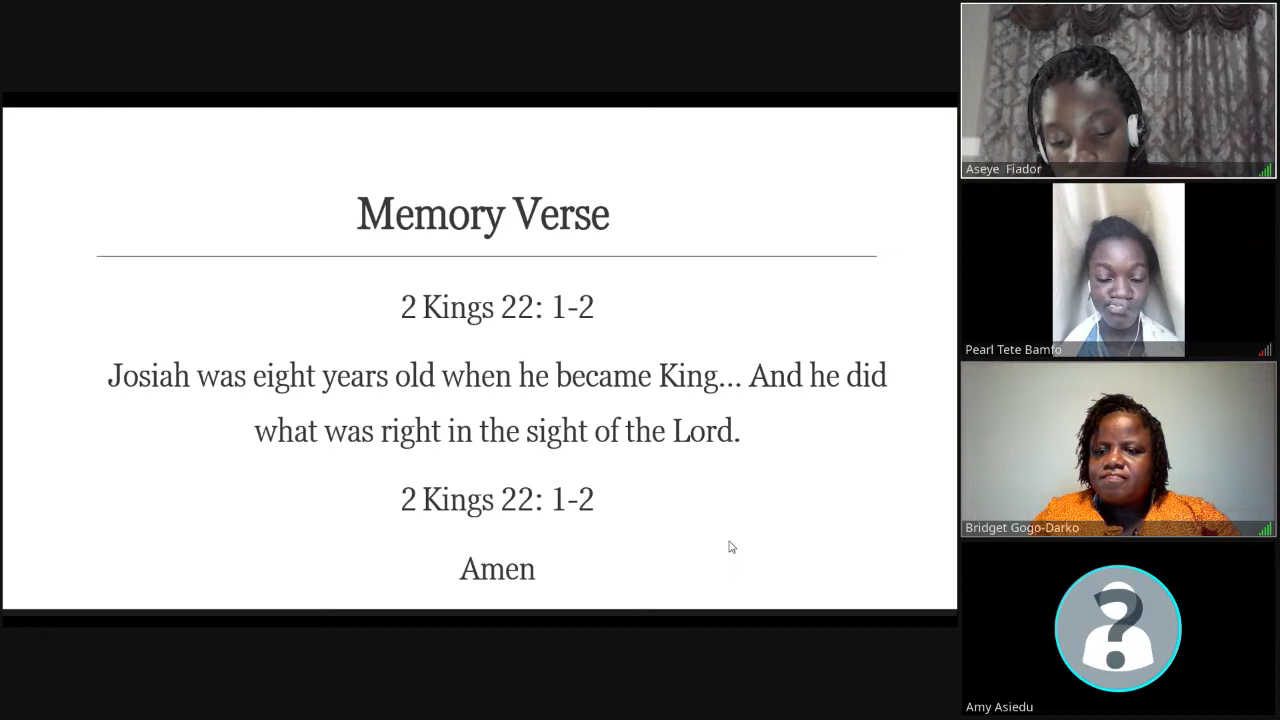 Memory Verse
2 Kings 22: 1-2
Josiah was eight years old when he became King... And he did
what was right in the sight of the Lord.
2 Kings 22: 1-2
Amen
Aseye Fiador
Pearl Tete Bamfo
Bridget Gogo-Darko
?
Amy Asiedu